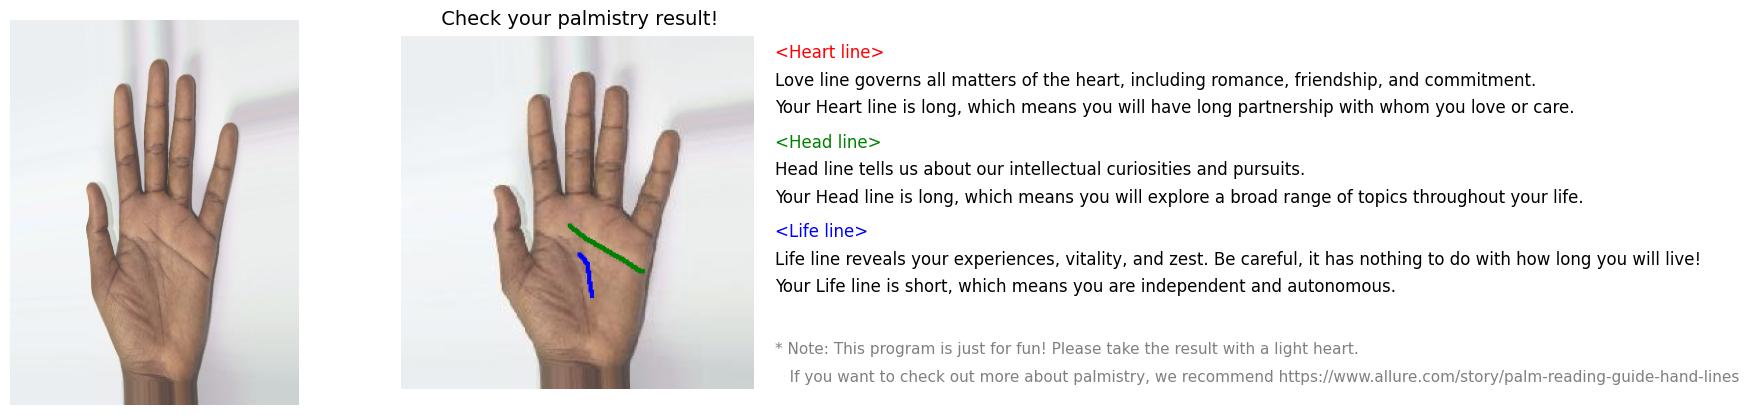 Check your palmistry result!
<Heart line>
Love line governs all matters of the heart, including romance, friendship, and commitment.
Your Heart line is long, which means you will have long partnership with whom you love or care.
<Head line>
Head line tells us about our intellectual curiosities and pursuits.
Your Head line is long, which means you will explore a broad range of topics throughout your life.
<Life line>
Life line reveals your experiences, vitality, and zest. Be careful, it has nothing to do with how long you will live!
Your Life line is short, which means you are independent and autonomous.
* Note: This program is just for fun! Please take the result with a light heart.
If you want to check out more about palmistry, we recommend https://www.allure.com/story/palm-reading-guide-hand-lines